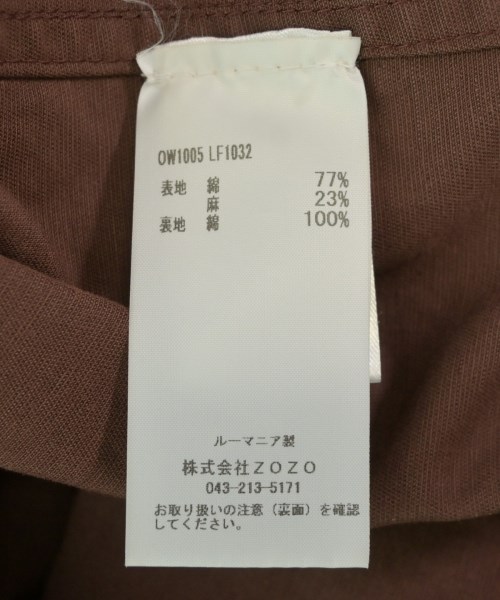 OW1005 LF1032
表地 綿 77%
麻 23%
裏地 綿 100%
ルーマニア製
株式会社ZOZO
043-213-5171
お取り扱いの注意（裏面）を確認
してください。